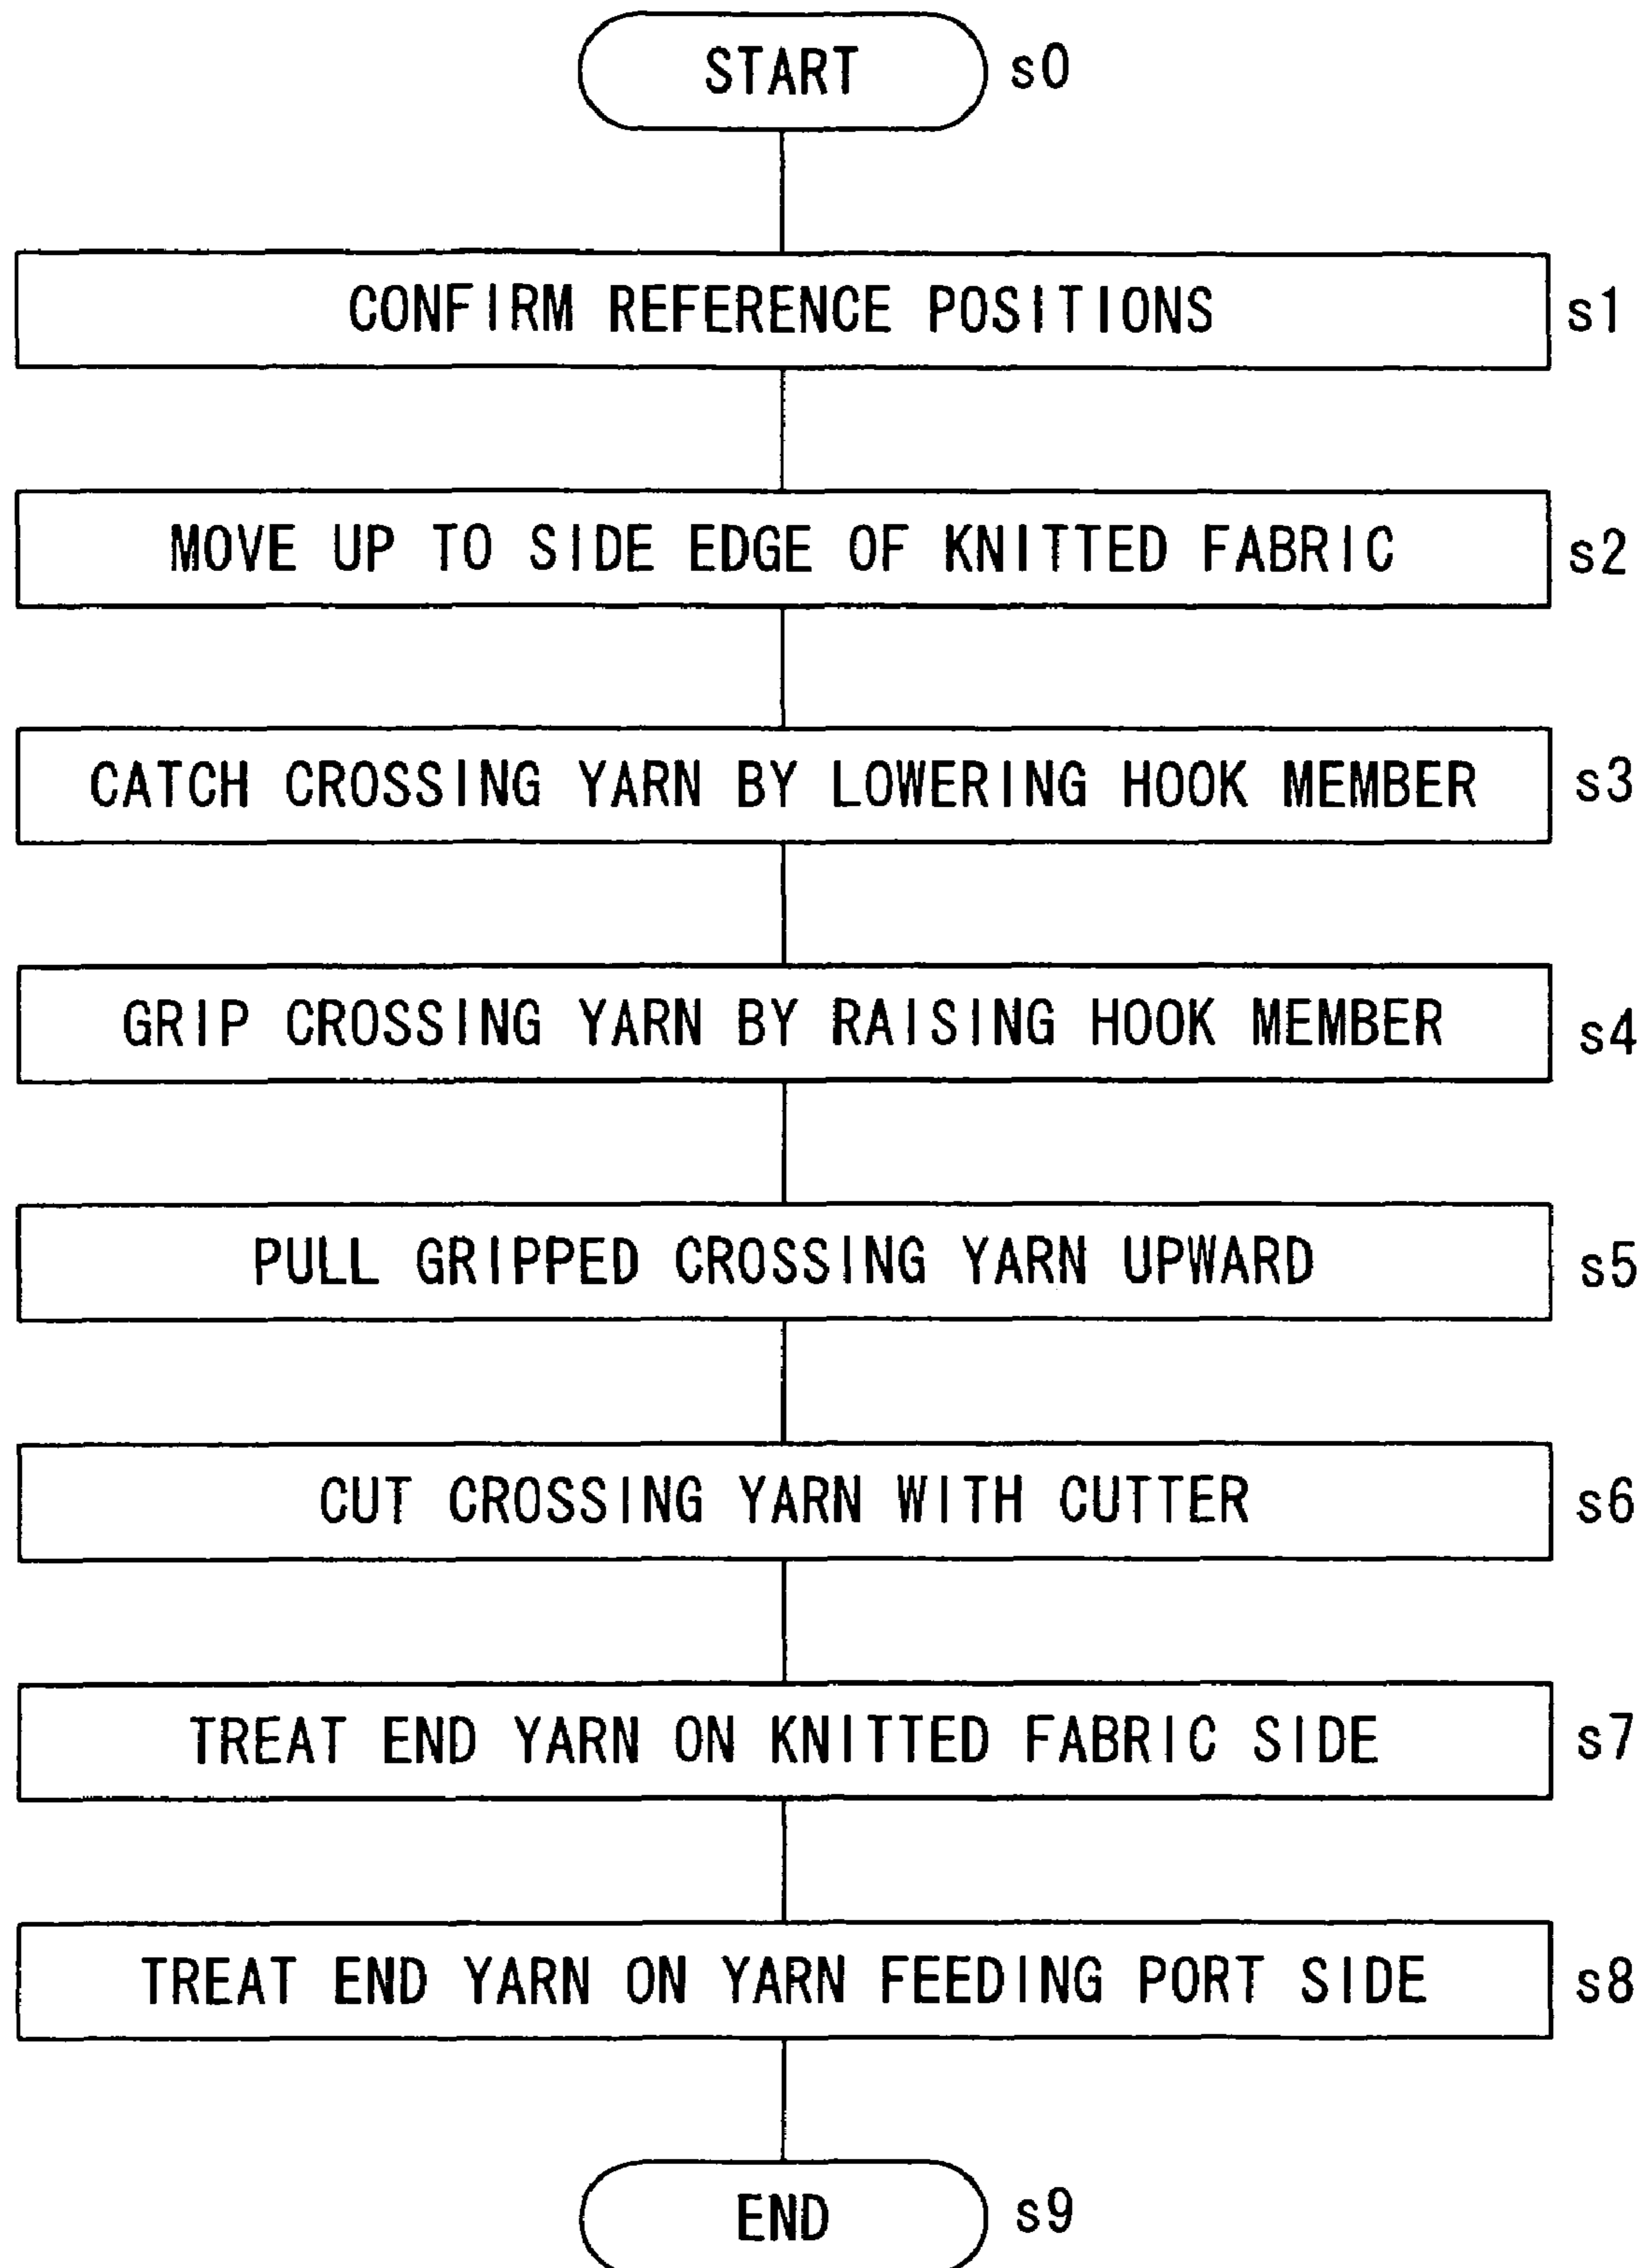 START s0
CONFIRM REFERENCE POSITIONS s1
MOVE UP TO SIDE EDGE OF KNITTED FABRIC s2
CATCH CROSSING YARN BY LOWERING HOOK MEMBER s3
GRIP CROSSING YARN BY RAISING HOOK MEMBER s4
PULL GRIPPED CROSSING YARN UPWARD s5
CUT CROSSING YARN WITH CUTTER s6
TREAT END YARN ON KNITTED FABRIC SIDE s7
TREAT END YARN ON YARN FEEDING PORT SIDE s8
END s9